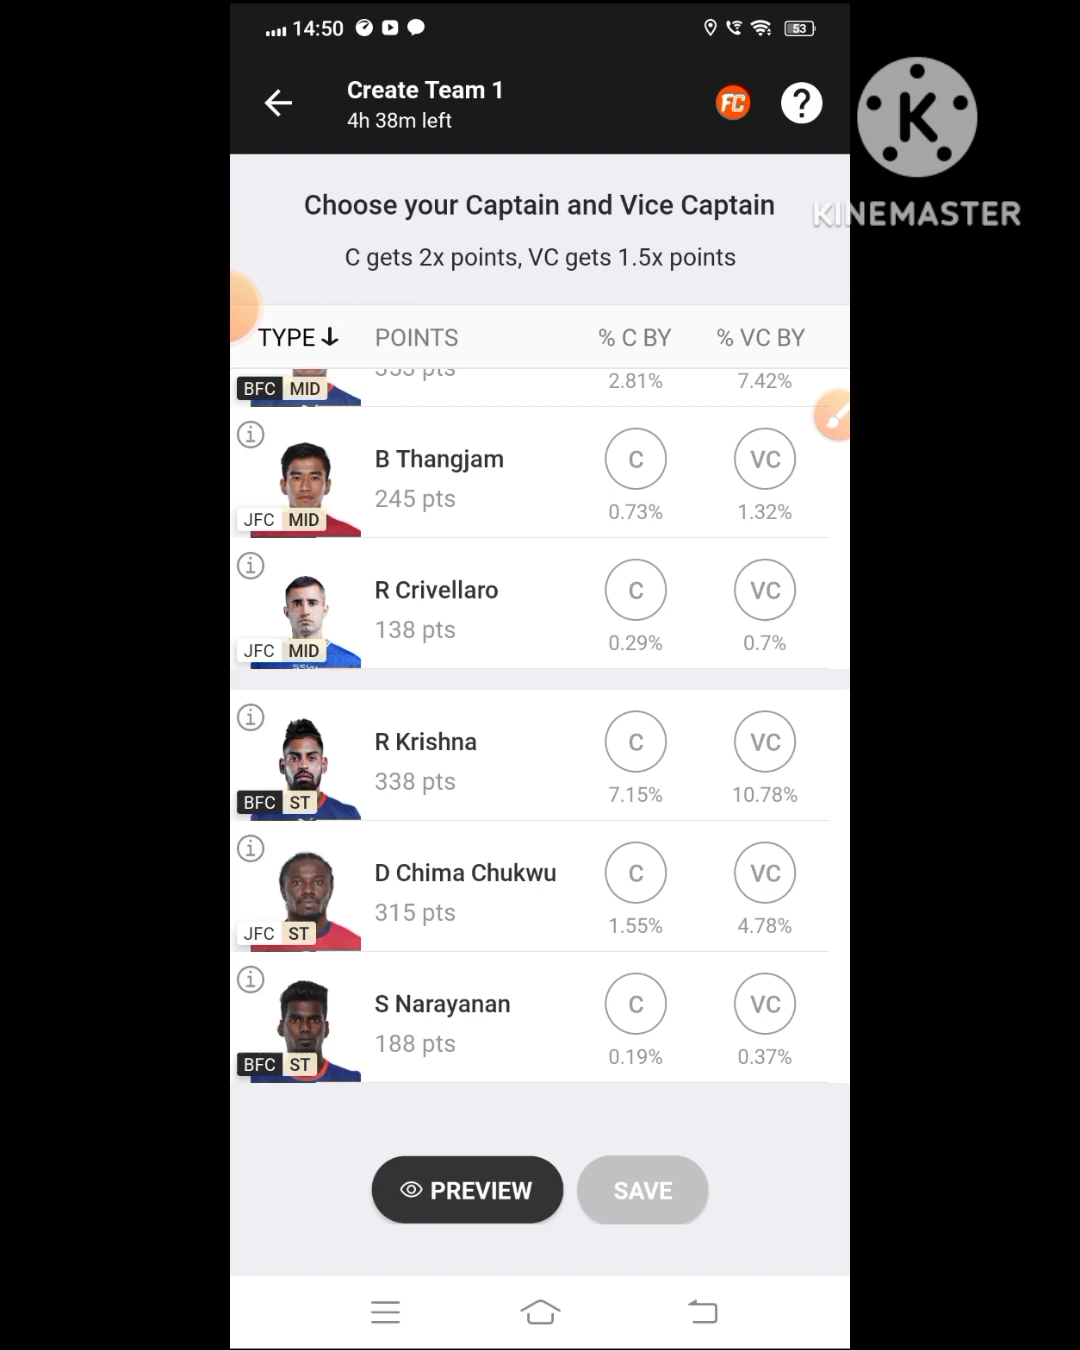 14:50
53
Create Team 1
4h 38m left
FC
?
K
KINEMASTER
Choose your Captain and Vice Captain
C gets 2x points, VC gets 1.5x points
TYPE POINTS % C BY % VC BY
pts
BFC MID 2.81% 7.42%
B Thangjam C VC
245 pts
JFC MID 0.73% 1.32%
R Crivellaro C VC
138 pts
JFC MID 0.29% 0.7%
R Krishna C VC
338 pts
BFC ST 7.15% 10.78%
D Chima Chukwu C VC
315 pts
JFC ST 1.55% 4.78%
S Narayanan C VC
188 pts
BFC ST 0.19% 0.37%
PREVIEW SAVE